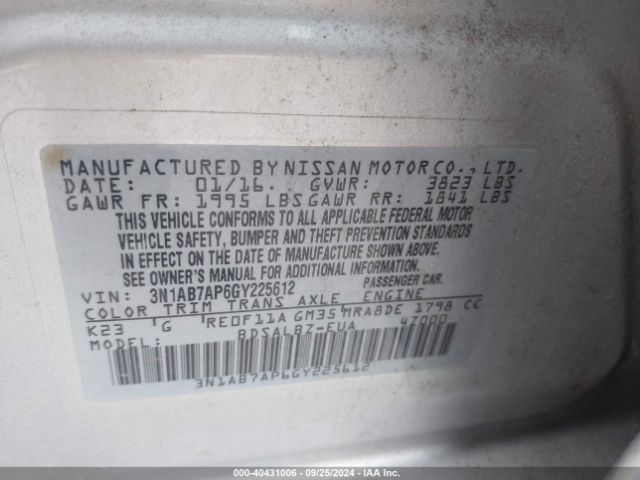 MANUFACTURED BY NISSAN MOTOR CO., LTD.
DATE: 01/16. GVWR: 3823 LBS
GAWR FR: 1995 LBS GAWR RR: 1841 LBS
THIS VEHICLE CONFORMS TO ALL APPLICABLE FEDERAL MOTOR
VEHICLE SAFETY, BUMPER AND THEFT PREVENTION STANDARDS
IN EFFECT ON THE DATE OF MANUFACTURE SHOWN ABOVE.
SEE OWNER'S MANUAL FOR ADDITIONAL INFORMATION.
VIN: 3N1AB7AP6GY225612 PASSENGER CAR.
COLOR TRIM TRANS AXLE ENGINE
K23 'G RE0F11A GM35 MRA8DE 1798 CC
MODEL: BDSALBZ-EUA 4Z000
3N1AB7AP6GY225612
000-40431006 - 09/25/2024 - IAA Inc.